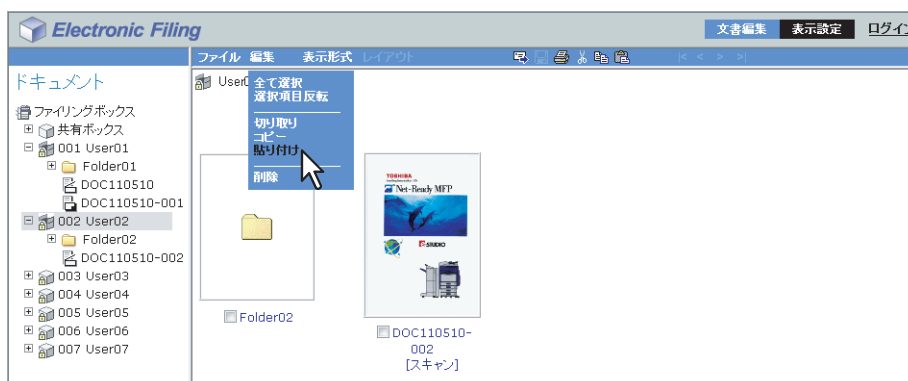 Electronic Filing
文書編集 表示設定 ログイン
ファイル 編集 表示形式 レイアウト
|< < > >|
ドキュメント
ファイリングボックス
共有ボックス
001 User01
Folder01
DOC110510
DOC110510-001
002 User02
Folder02
DOC110510-002
003 User03
004 User04
005 User05
006 User06
007 User07
User0
全て選択
選択項目反転
切り取り
コピー
貼り付け
削除
Folder02
TOSHIBA
Net-Ready MFP
e-STUDIO
DOC110510-
002
[スキャン]